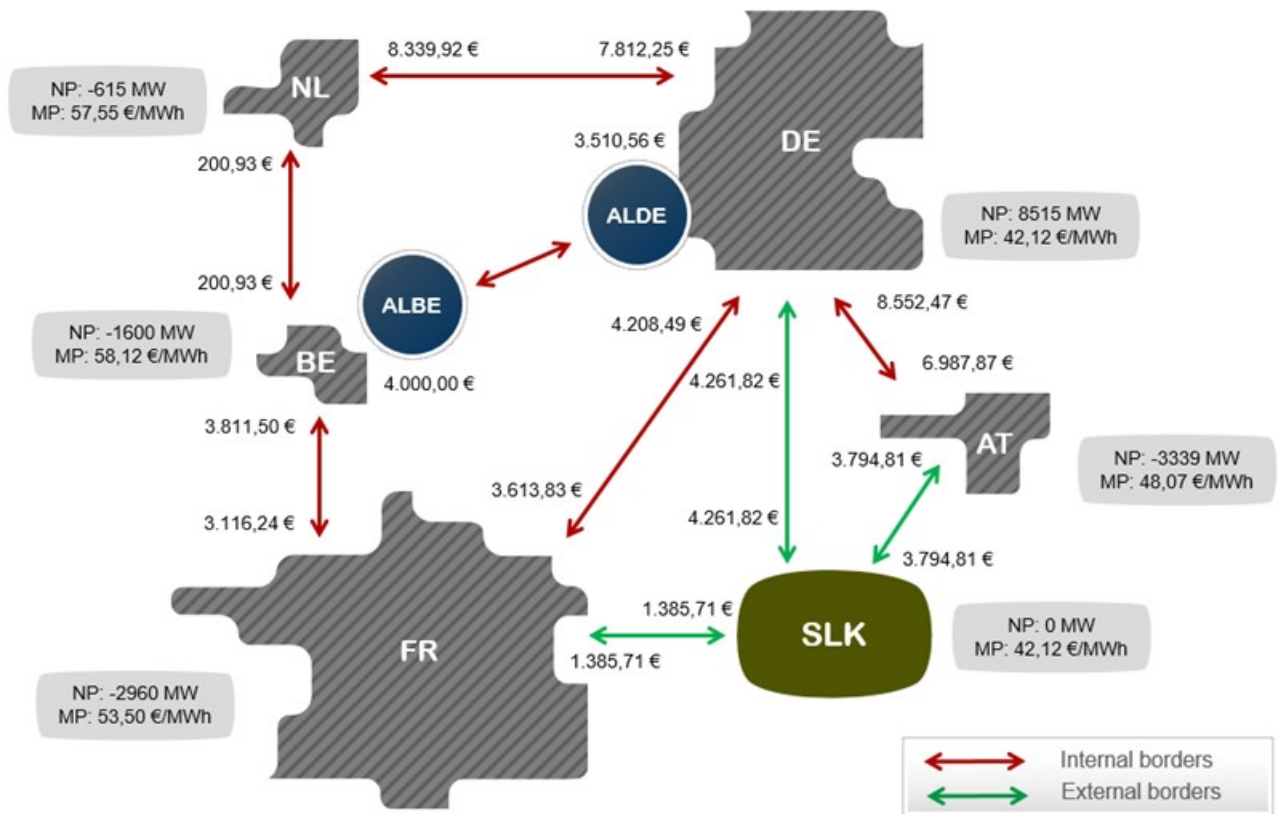 8.339,92 €
7.812,25 €
NL
NP: -615 MW
MP: 57,55 €/MWh
DE
3.510,56 €
200,93 €
ALDE
NP: 8515 MW
MP: 42,12 €/MWh
200,93 €
ALBE
8.552,47 €
4.208,49 €
NP: -1600 MW
MP: 58,12 €/MWh
BE
4.000,00 €
4.261,82 €
6.987,87 €
3.811,50 €
AT
3.794,81 €
NP: -3339 MW
MP: 48,07 €/MWh
3.613,83 €
3.116,24 €
4.261,82 €
3.794,81 €
1.385,71 €
SLK
NP: 0 MW
MP: 42,12 €/MWh
FR
1.385,71 €
NP: -2960 MW
MP: 53,50 €/MWh
Internal borders
External borders